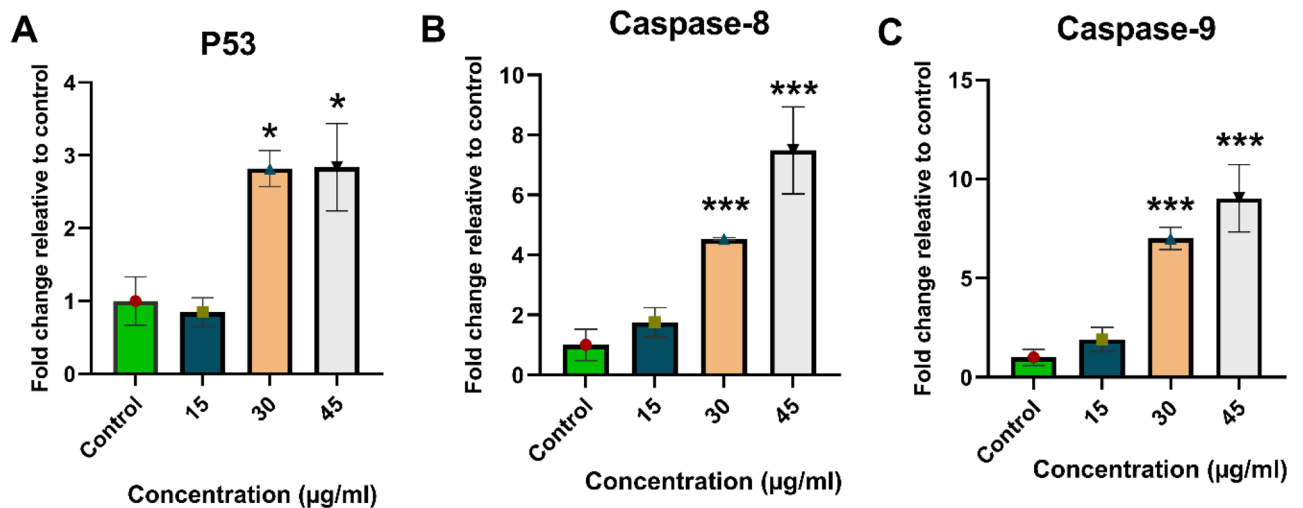 A
P53
Fold change releative to control
4
3
2
1
0
*
*
Control
15
30
45
Concentration (µg/ml)
B
Caspase-8
Fold change releative to control
10
8
6
4
2
0
***
***
Control
15
30
45
Concentration (µg/ml)
C
Caspase-9
Fold change releative to control
15
10
5
0
***
***
Control
15
30
45
Concentration (µg/ml)